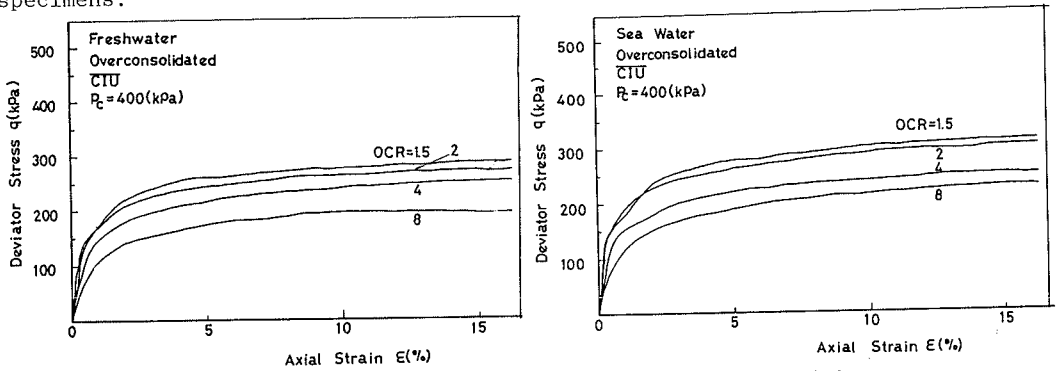 specimens.
Freshwater
Overconsolidated
CIU
Pc=400(kPa)
500
400
300
200
100
0
5
10
15
OCR=1.5
2
4
8
Deviator Stress q(kPa)
Axial Strain Ɛ(%)
Sea Water
Overconsolidated
CIU
Pc=400(kPa)
500
400
300
200
100
0
5
10
15
OCR=1.5
2
4
8
Deviator Stress q(kPa)
Axial Strain Ɛ(%)